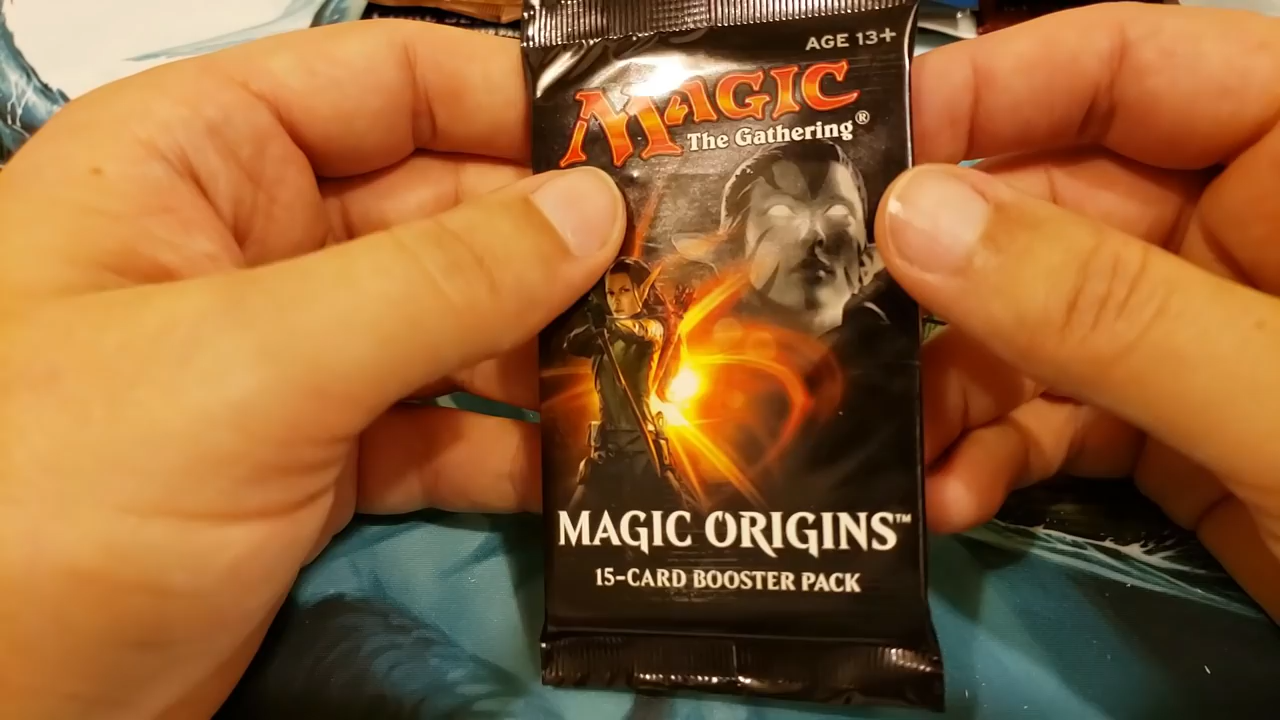 AGE 13+
MAGIC
The Gathering®
MAGIC ORIGINS™
15-CARD BOOSTER PACK